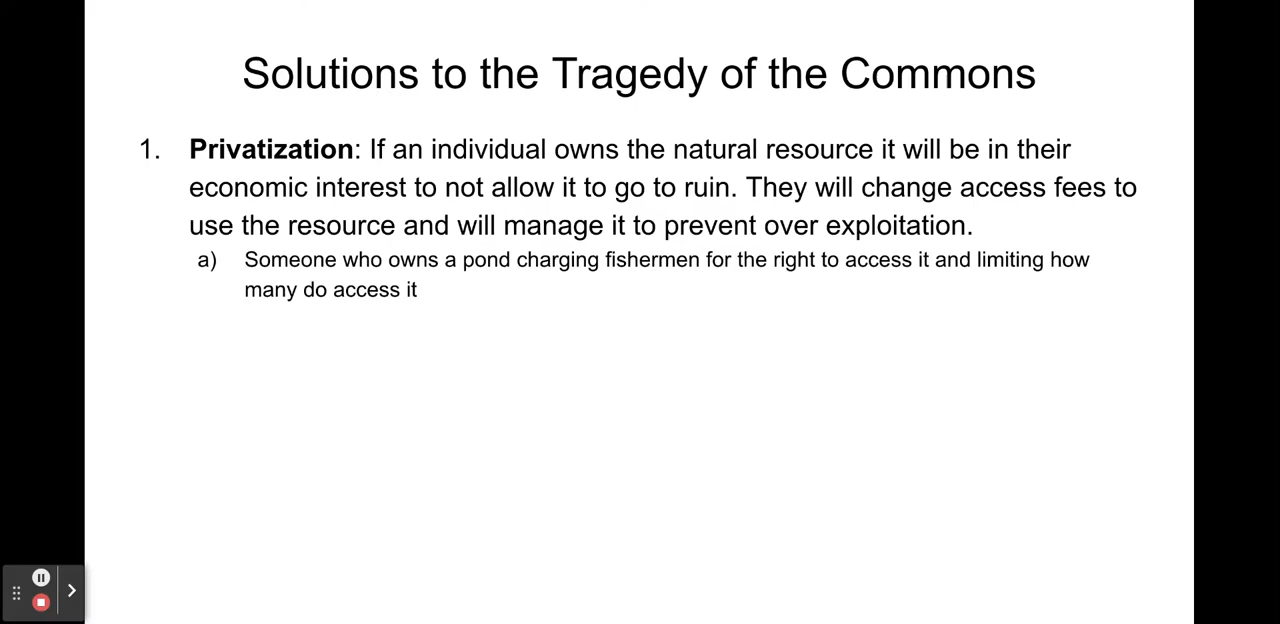 Solutions to the Tragedy of the Commons
1. Privatization: If an individual owns the natural resource it will be in their
economic interest to not allow it to go to ruin. They will change access fees to
use the resource and will manage it to prevent over exploitation.
a) Someone who owns a pond charging fishermen for the right to access it and limiting how
many do access it